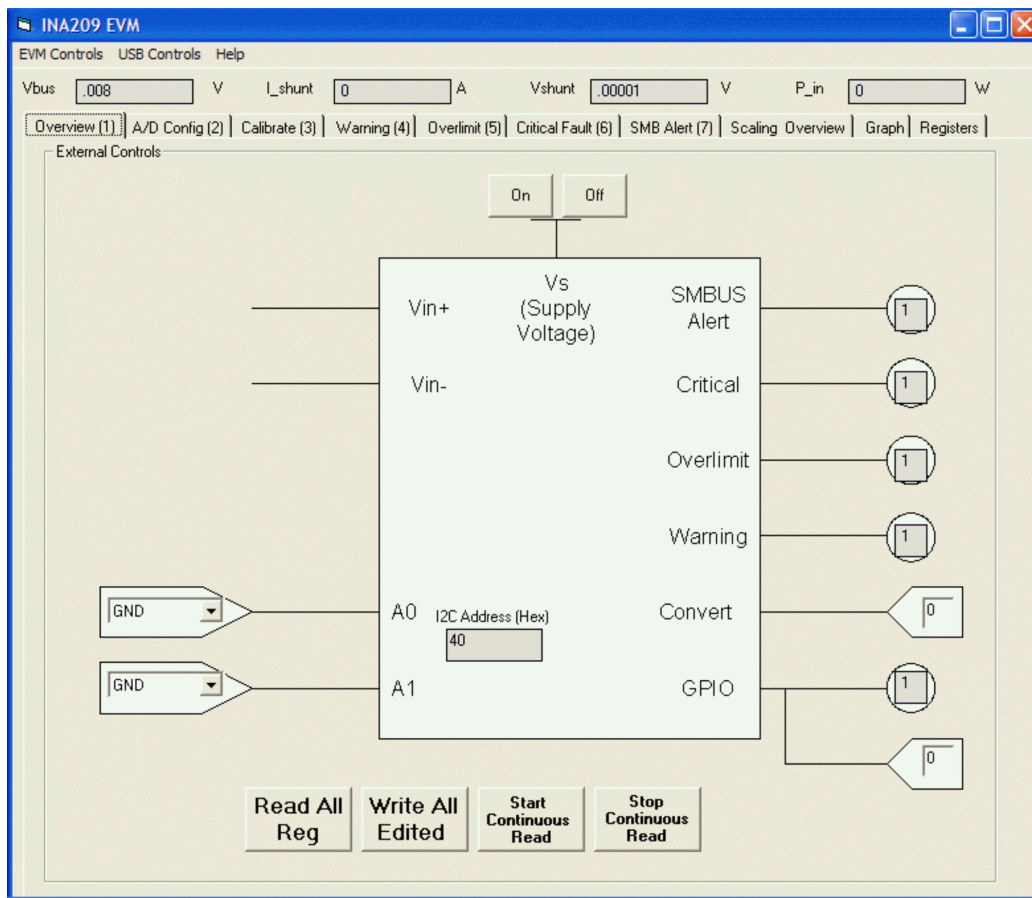 INA209 EVM
EVM Controls USB Controls Help
Vbus .008 V I_shunt 0 A Vshunt .00001 V P_in 0 W
Overview (1) A/D Config (2) Calibrate (3) Warning (4) Overlimit (5) Critical Fault (6) SMB Alert (7) Scaling Overview Graph Registers
External Controls
On Off
Vs
(Supply
Voltage)
Vin+
SMBUS
Alert
1
Vin-
Critical
1
Overlimit
1
Warning
1
GND
A0
I2C Address (Hex)
40
Convert
0
GND
A1
GPIO
1
0
Read All
Reg
Write All
Edited
Start
Continuous
Read
Stop
Continuous
Read